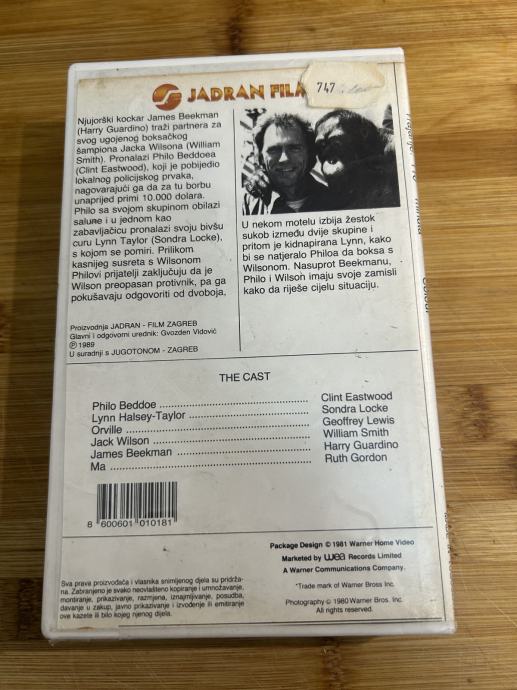 JADRAN FIL
747
Njujorški kockar James Beekman
(Harry Guardino) traži partnera za
svog ugojenog boksačkog
šampiona Jacka Wilsona (William
Smith). Pronalazi Philo Beddoea
(Clint Eastwood), koji je pobijedio
lokalnog policijskog prvaka,
nagovarajući ga da za tu borbu
unaprijed primi 10.000 dolara.
Philo sa svojom skupinom obilazi
salune i u jednom kao
zabavljačicu pronalazi svoju bivšu
curu Lynn Taylor (Sondra Locke),
s kojom se pomiri. Prilikom
kasnijeg susreta s Wilsonom
Philovi prijatelji zaključuju da je
Wilson preopasan protivnik, pa ga
pokušavaju odgovoriti od dvoboja,
U nekom motelu izbija žestok
sukob između dvije skupine i
pritom je kidnapirana Lynn, kako
bi se natjeralo Philoa da boksa s
Wilsonom. Nasuprot Beekmanu,
Philo i Wilson imaju svoje zamisli
kako da riješe cijelu situaciju.
Proizvodnja JADRAN - FILM ZAGREB
Glavni i odgovorni urednik: Gvozden Vidović
℗ 1989
U suradnji s JUGOTONOM - ZAGREB
THE CAST
Philo Beddoe ........ Clint Eastwood
Lynn Halsey-Taylor ........ Sondra Locke
Orville ........ Geoffrey Lewis
Jack Wilson ........ William Smith
James Beekman ........ Harry Guardino
Ma ........ Ruth Gordon
8 600601 010181
Package Design © 1981 Warner Home Video
Marketed by wea Records Limited
A Warner Communications Company.
*Trade mark of Warner Bross Inc.
Photography © 1980 Warner Bros. Inc.
All rights reserved.
Sva prava proizvođača i vlasnika snimljenog djela su pridrža-
na. Zabranjeno je svako neovlašteno kopiranje i umnožavanje,
montiranje, prikazivanje, razmjena, iznajmljivanje, posudba,
davanje u zakup, javno prikazivanje i izvođenje ili emitiranje
ove kazete ili bilo kojeg njenog dijela.